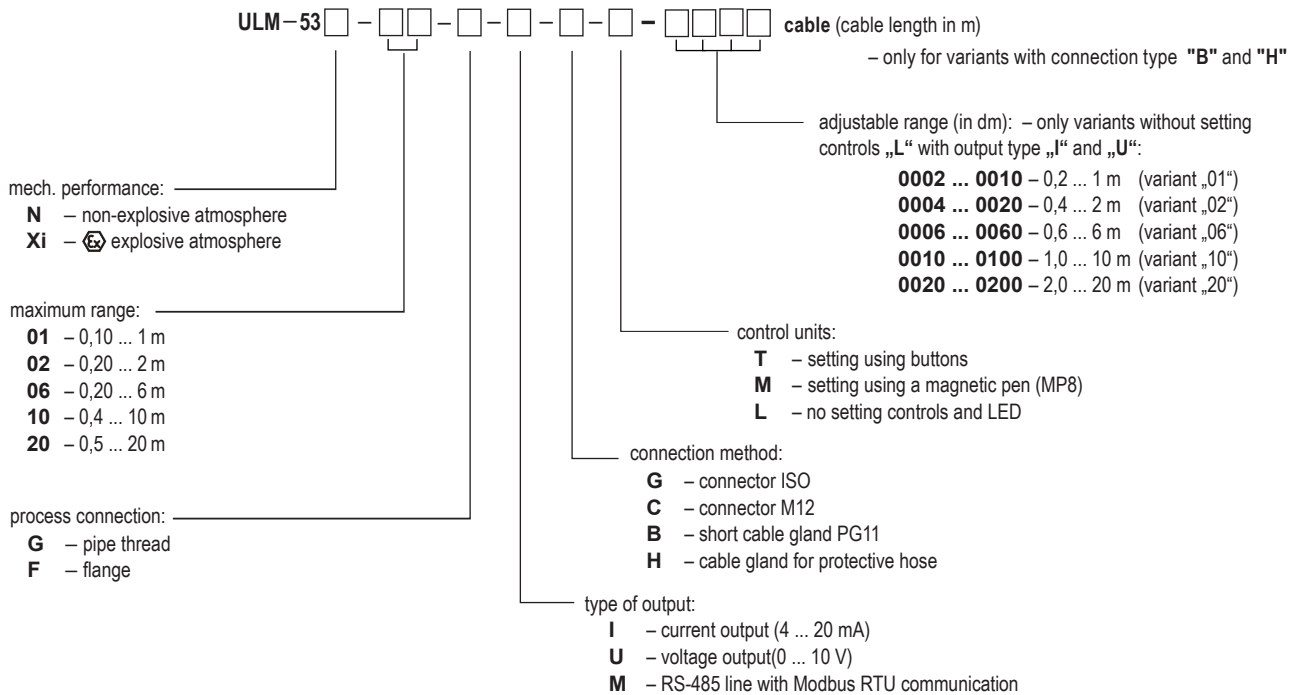 ULM–53□ – □□ – □ – □ – □ – □ – □□□□ cable (cable length in m)
– only for variants with connection type "B" and "H"
adjustable range (in dm): – only variants without setting
controls „L“ with output type „I“ and „U“:
0002 ... 0010 – 0,2 ... 1 m (variant „01“)
0004 ... 0020 – 0,4 ... 2 m (variant „02“)
0006 ... 0060 – 0,6 ... 6 m (variant „06“)
0010 ... 0100 – 1,0 ... 10 m (variant „10“)
0020 ... 0200 – 2,0 ... 20 m (variant „20“)
mech. performance:
N – non-explosive atmosphere
Xi – Ex explosive atmosphere
maximum range:
01 – 0,10 ... 1 m
02 – 0,20 ... 2 m
06 – 0,20 ... 6 m
10 – 0,4 ... 10 m
20 – 0,5 ... 20 m
control units:
T – setting using buttons
M – setting using a magnetic pen (MP8)
L – no setting controls and LED
connection method:
G – connector ISO
C – connector M12
B – short cable gland PG11
H – cable gland for protective hose
process connection:
G – pipe thread
F – flange
type of output:
I – current output (4 ... 20 mA)
U – voltage output(0 ... 10 V)
M – RS-485 line with Modbus RTU communication